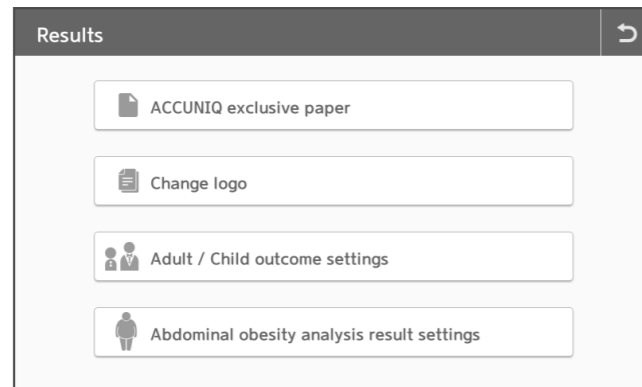 Results
ACCUNIQ exclusive paper
Change logo
Adult / Child outcome settings
Abdominal obesity analysis result settings